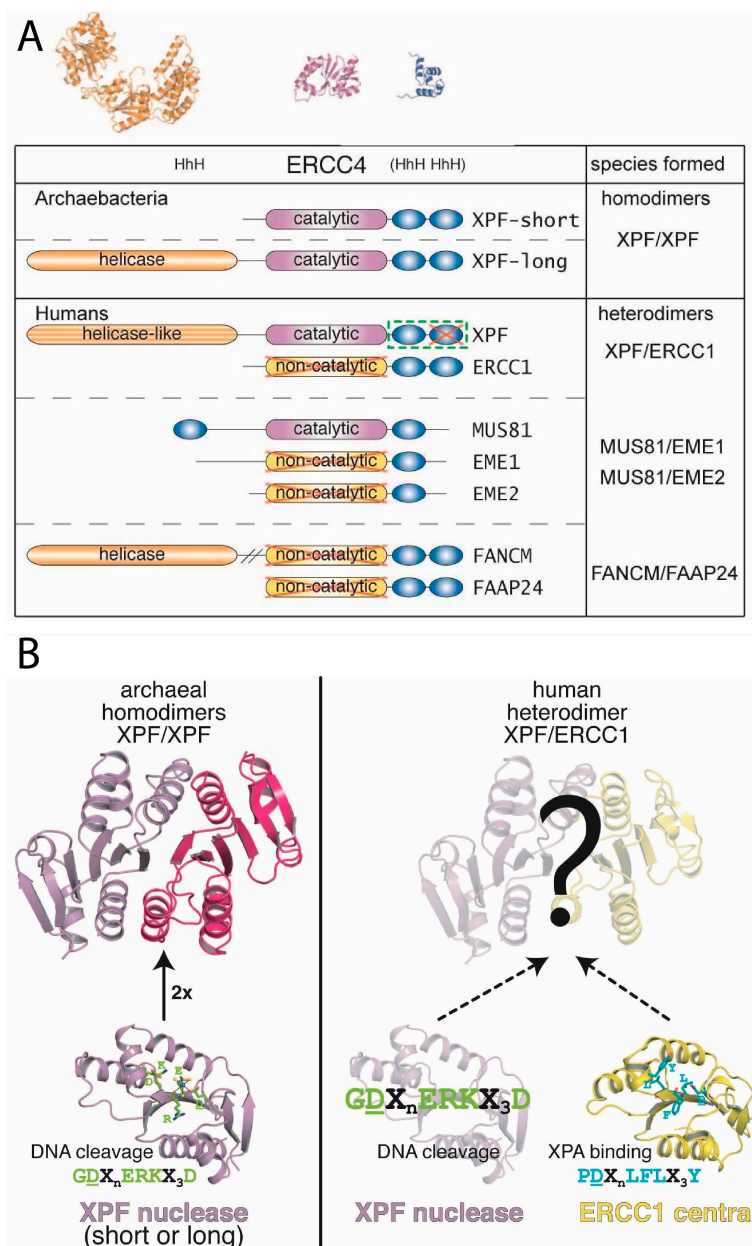 A
HhH ERCC4 (HhH HhH) species formed
Archaebacteria homodimers
catalytic XPF-short
XPF/XPF
helicase catalytic XPF-long
Humans heterodimers
helicase-like catalytic XPF
XPF/ERCC1
non-catalytic ERCC1
catalytic MUS81
MUS81/EME1
non-catalytic EME1
MUS81/EME2
non-catalytic EME2
helicase non-catalytic FANCM
FANCM/FAAP24
non-catalytic FAAP24
B
archaeal
homodimers
XPF/XPF
2x
D K E
R
DNA cleavage
GDXnERKX3D
XPF nuclease
(short or long)
human
heterodimer
XPF/ERCC1
?
GDXnERKX3D
DNA cleavage
XPF nuclease
L Y L
F D
XPA binding
PDXnLFLX3Y
ERCC1 centra